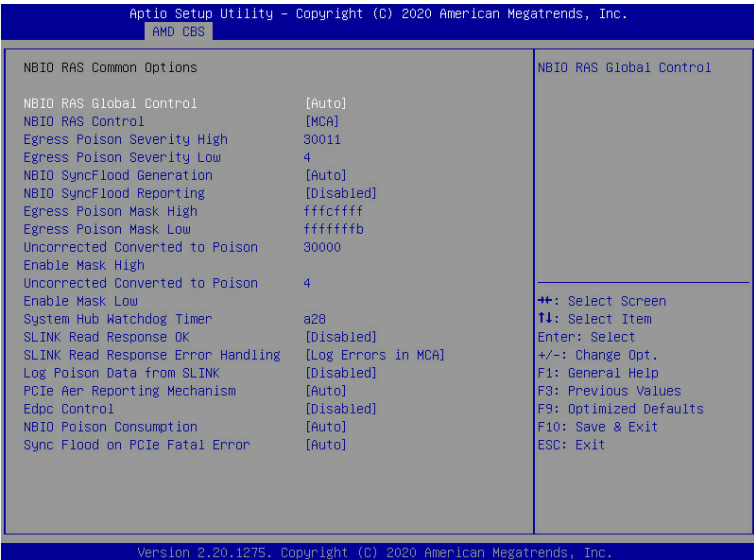 Aptio Setup Utility – Copyright (C) 2020 American Megatrends, Inc.
AMD CBS
NBIO RAS Common Options
NBIO RAS Global Control [Auto]
NBIO RAS Control [MCA]
Egress Poison Severity High 30011
Egress Poison Severity Low 4
NBIO SyncFlood Generation [Auto]
NBIO SyncFlood Reporting [Disabled]
Egress Poison Mask High fffcffff
Egress Poison Mask Low fffffffb
Uncorrected Converted to Poison 30000
Enable Mask High
Uncorrected Converted to Poison 4
Enable Mask Low
System Hub Watchdog Timer a28
SLINK Read Response OK [Disabled]
SLINK Read Response Error Handling [Log Errors in MCA]
Log Poison Data from SLINK [Disabled]
PCIe Aer Reporting Mechanism [Auto]
Edpc Control [Disabled]
NBIO Poison Consumption [Auto]
Sync Flood on PCIe Fatal Error [Auto]
NBIO RAS Global Control
→←: Select Screen
↑↓: Select Item
Enter: Select
+/-: Change Opt.
F1: General Help
F3: Previous Values
F9: Optimized Defaults
F10: Save & Exit
ESC: Exit
Version 2.20.1275. Copyright (C) 2020 American Megatrends, Inc.